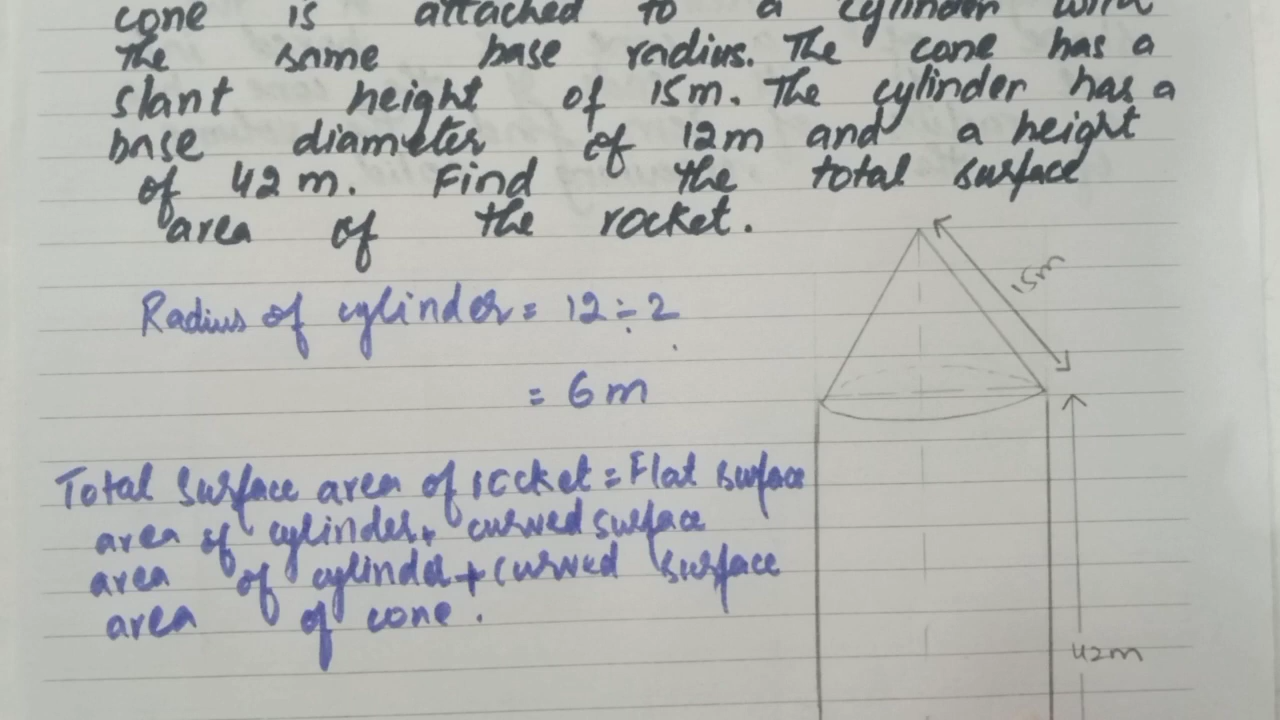 cone is attached to a cylinder with
the same base radius. The cone has a
slant height of 15m. The cylinder has a
base diameter of 12m and a height
of 42m. Find the total surface
area of the rocket.
15m
Radius of cylinder = 12 ÷ 2
= 6m
Total surface area of rocket = Flat surface
area of cylinder + curved surface
area of cylinder + curved surface
area of cone.
42m